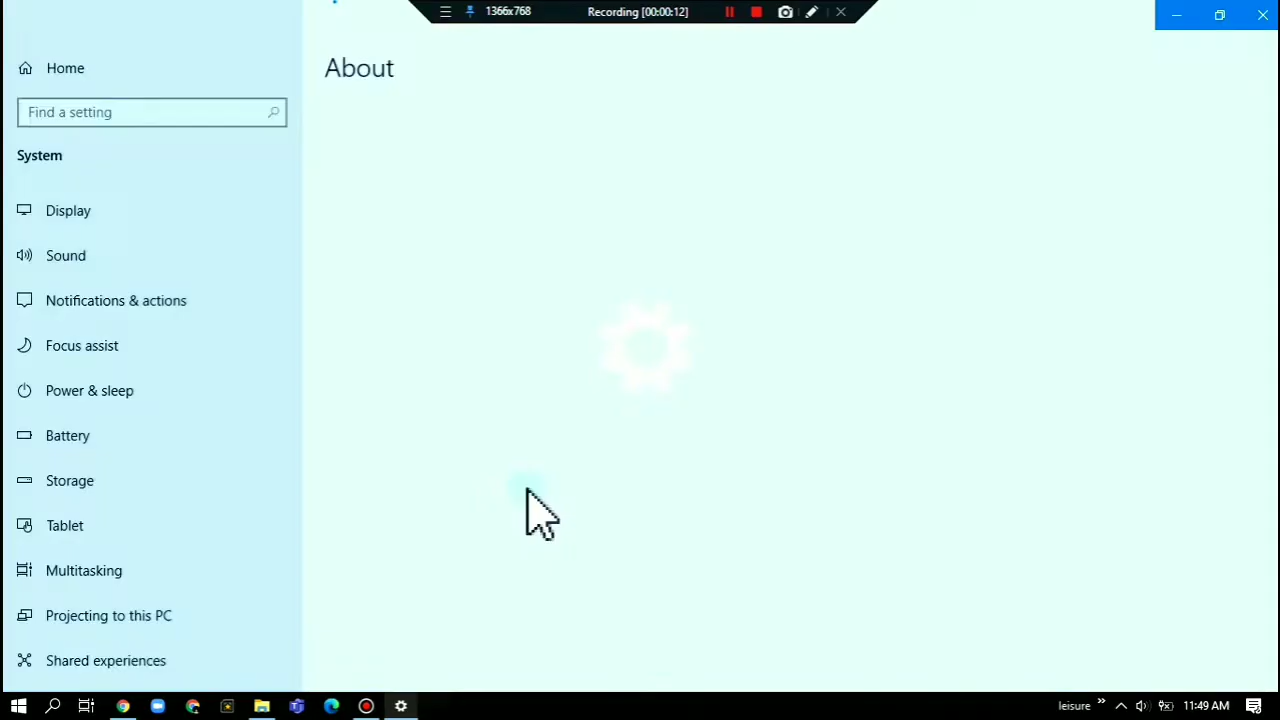 1366x768
Recording [00:00:12]
Home
About
Find a setting
System
Display
Sound
Notifications & actions
Focus assist
Power & sleep
Battery
Storage
Tablet
Multitasking
Projecting to this PC
Shared experiences
leisure
11:49 AM